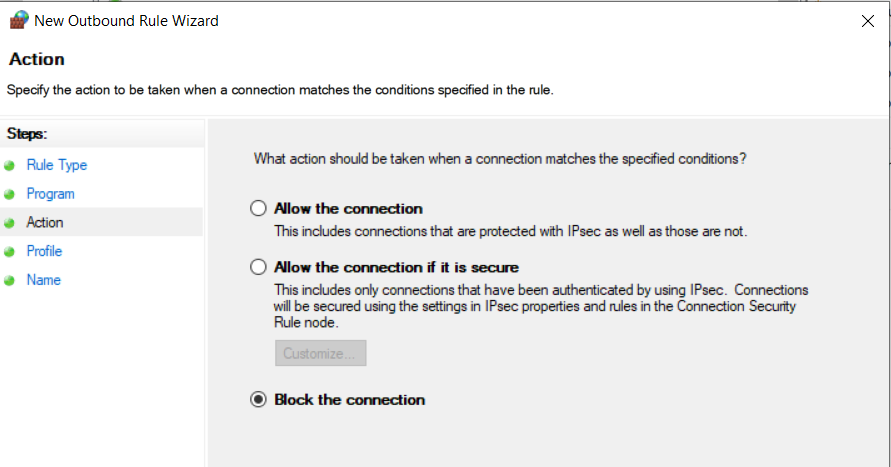 New Outbound Rule Wizard
Action
Specify the action to be taken when a connection matches the conditions specified in the rule.
Steps:
Rule Type
Program
Action
Profile
Name
What action should be taken when a connection matches the specified conditions?
Allow the connection
This includes connections that are protected with IPsec as well as those are not.
Allow the connection if it is secure
This includes only connections that have been authenticated by using IPsec. Connections
will be secured using the settings in IPsec properties and rules in the Connection Security
Rule node.
Customize...
Block the connection